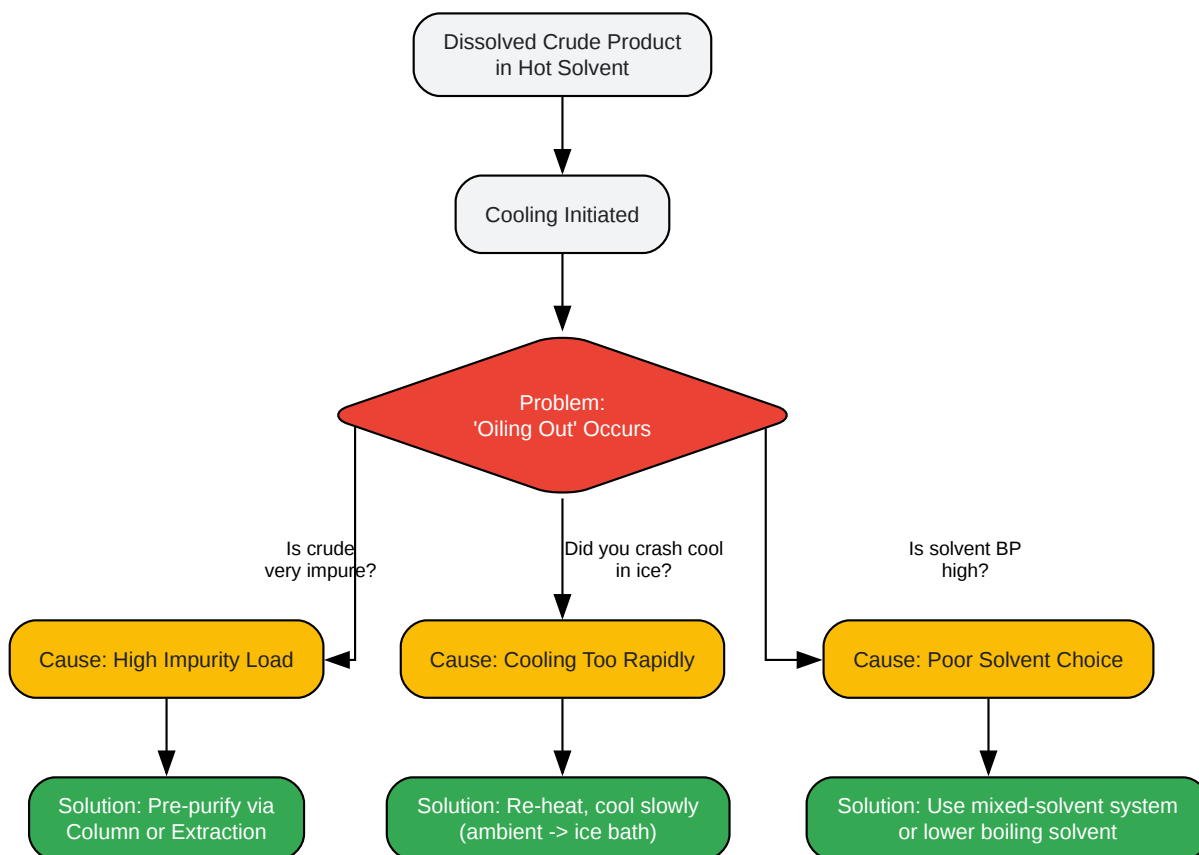 Dissolved Crude Product
in Hot Solvent
Cooling Initiated
Problem:
'Oiling Out' Occurs
Is crude
very impure?
Did you crash cool
in ice?
Is solvent BP
high?
Cause: High Impurity Load
Cause: Cooling Too Rapidly
Cause: Poor Solvent Choice
Solution: Pre-purify via
Column or Extraction
Solution: Re-heat, cool slowly
(ambient -> ice bath)
Solution: Use mixed-solvent system
or lower boiling solvent